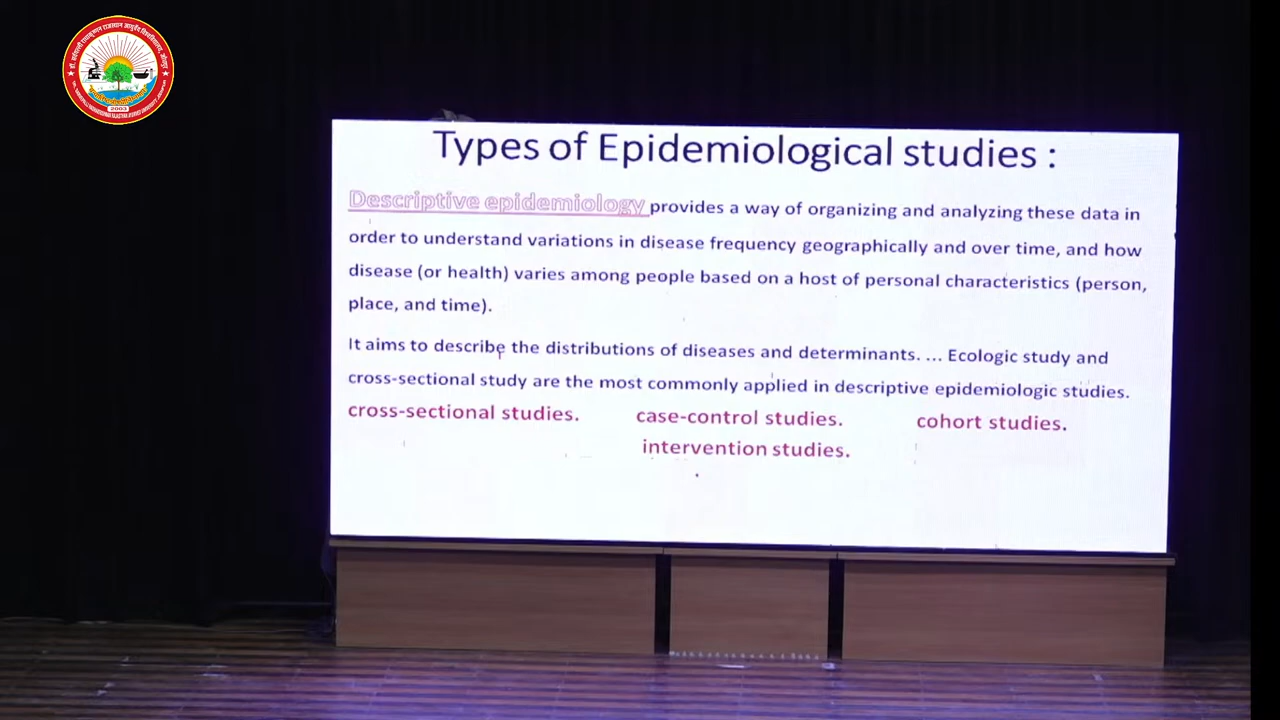 2003
Types of Epidemiological studies :
Descriptive epidemiology provides a way of organizing and analyzing these data in
order to understand variations in disease frequency geographically and over time, and how
disease (or health) varies among people based on a host of personal characteristics (person,
place, and time).
It aims to describe the distributions of diseases and determinants. ... Ecologic study and
cross-sectional study are the most commonly applied in descriptive epidemiologic studies.
cross-sectional studies. case-control studies. cohort studies.
intervention studies.